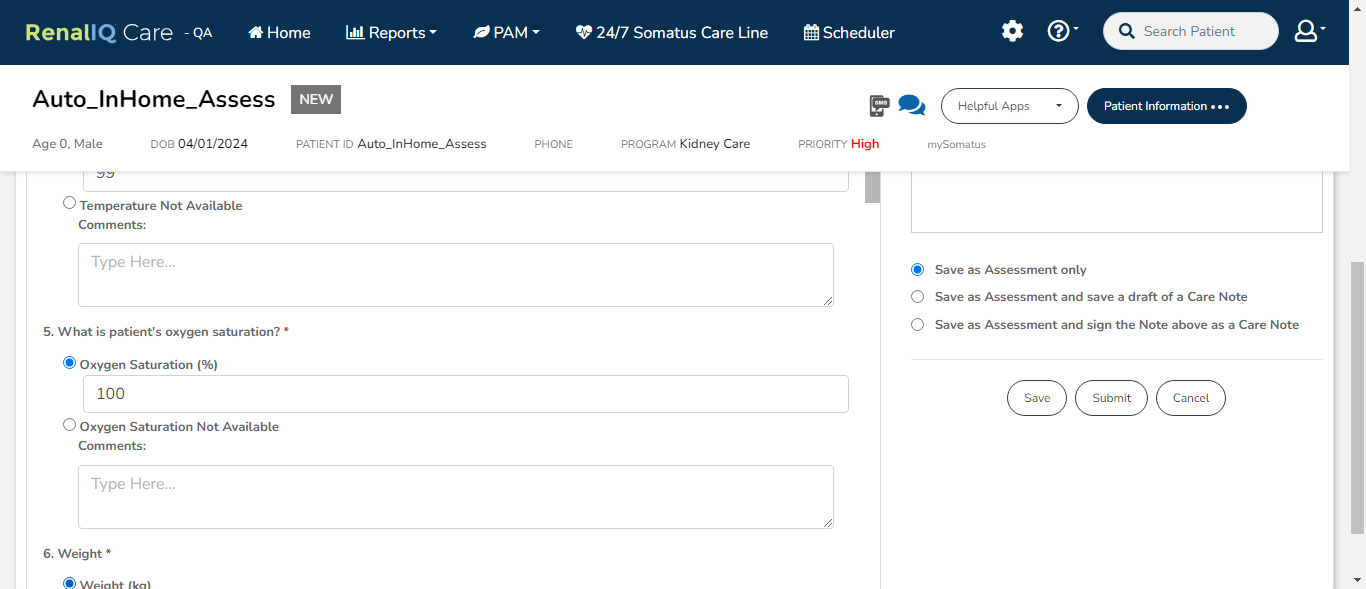 RenalIQ Care - QA Home Reports PAM 24/7 Somatus Care Line Scheduler Search Patient
Auto_InHome_Assess NEW
SMS Helpful Apps Patient Information
Age 0, Male DOB 04/01/2024 PATIENT ID Auto_InHome_Assess PHONE PROGRAM Kidney Care PRIORITY High mySomatus
99
Temperature Not Available
Comments:
Type Here...
5. What is patient's oxygen saturation? *
Oxygen Saturation (%)
100
Oxygen Saturation Not Available
Comments:
Type Here...
6. Weight *
Weight (kg)
Save as Assessment only
Save as Assessment and save a draft of a Care Note
Save as Assessment and sign the Note above as a Care Note
Save Submit Cancel